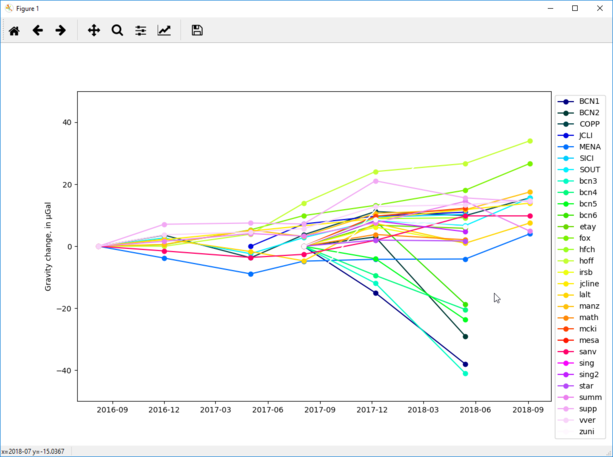 Figure 1
40
20
0
−20
−40
Gravity change, in µGal
2016-09 2016-12 2017-03 2017-06 2017-09 2017-12 2018-03 2018-06 2018-09
BCN1
BCN2
COPP
JCLI
MENA
SICI
SOUT
bcn3
bcn4
bcn5
bcn6
etay
fox
hfch
hoff
irsb
jcline
lalt
manz
math
mcki
mesa
sanv
sing
sing2
star
summ
supp
vver
zuni
x=2018-07 y=-15.0367